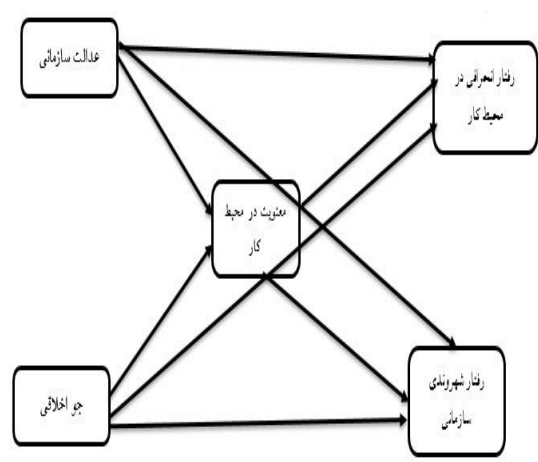 عدالت سازمانی
رفتار انحرافی در
محیط کار
معنویت در محیط
کار
جو اخلاقی
رفتار شهروندی
سازمانی